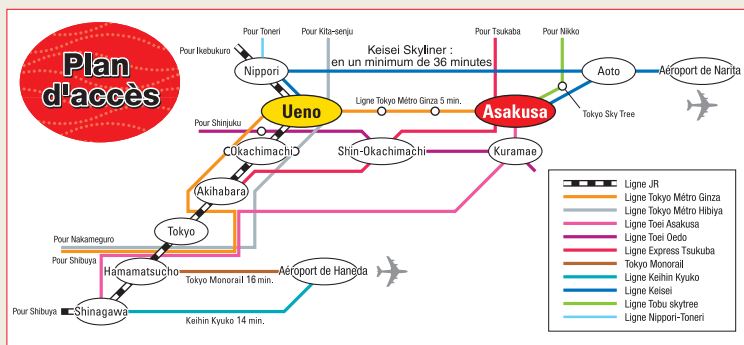 Plan
d'accès
Pour Ikebukuro
Pour Toneri
Pour Kita-senju
Pour Tsukaba
Pour Nikko
Keisei Skyliner :
en un minimum de 36 minutes
Nippori
Aoto
Aéroport de Narita
Ueno
Ligne Tokyo Métro Ginza 5 min.
Asakusa
Tokyo Sky Tree
Pour Shinjuku
Okachimachi
Shin-Okachimachi
Kuramae
Akihabara
Tokyo
Pour Nakameguro
Pour Shibuya
Hamamatsucho
Tokyo Monorail 16 min.
Aéroport de Haneda
Pour Shibuya
Shinagawa
Keihin Kyuko 14 min.
Ligne JR
Ligne Tokyo Métro Ginza
Ligne Tokyo Métro Hibiya
Ligne Toei Asakusa
Ligne Toei Oedo
Ligne Express Tsukuba
Tokyo Monorail
Ligne Keihin Kyuko
Ligne Keisei
Ligne Tobu skytree
Ligne Nippori-Toneri